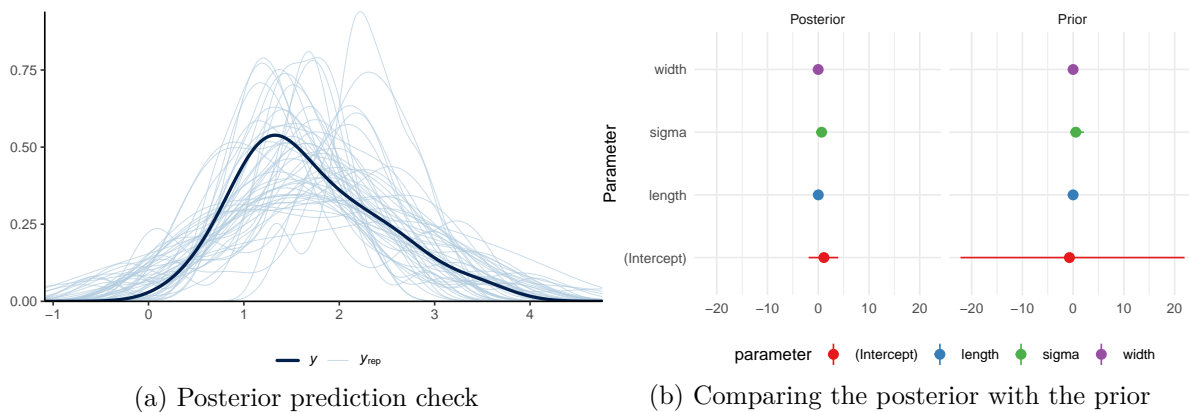 0.75
0.50
0.25
0.00
−1 0 1 2 3 4
y yrep
(a) Posterior prediction check
Posterior Prior
Parameter
width
sigma
length
(Intercept)
−20 −10 0 10 20 −20 −10 0 10 20
parameter (Intercept) length sigma width
(b) Comparing the posterior with the prior